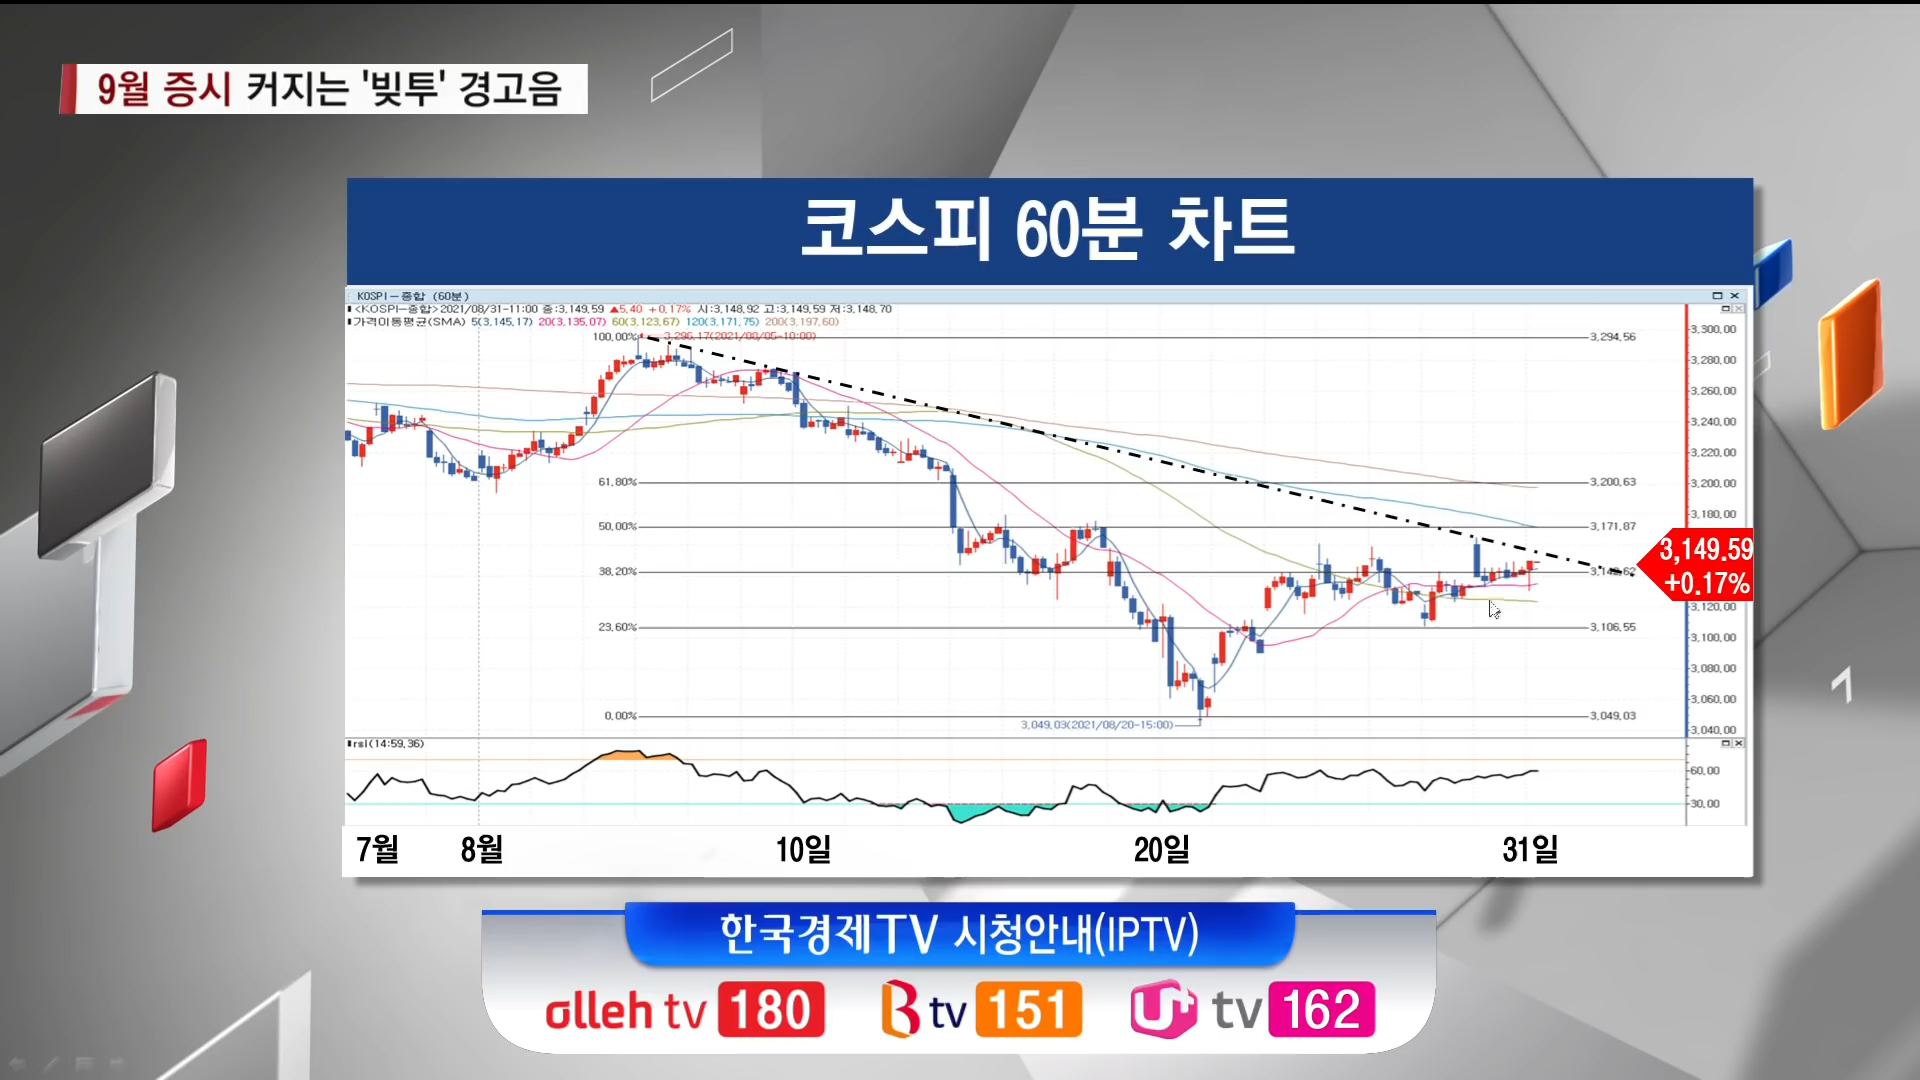 9월 증시 커지는 '빚투' 경고음
코스피 60분 차트
KOSPI-종합 (60분)
<KOSPI-종합>2021/08/31-11:00 종:3,149.59 ▲5.40 +0.17% 시:3,148.92 고:3,149.59 저:3,148.70
가격이동평균(SMA) 5(3,145,17) 20(3,135,07) 60(3,123,67) 120(3,171,75) 200(3,197,60)
100,00% 3,296,17(2021/08/05-10:00) 3,294,56
61,80% 3,200,63
50,00% 3,171,87
38,20%
23,60% 3,106,55
0,00% 3,049,03
3,049,03(2021/08/20-15:00)
3,300,00
3,280,00
3,260,00
3,240,00
3,220,00
3,200,00
3,180,00
3,149.59
+0.17%
3,120,00
3,100,00
3,080,00
3,060,00
3,040,00
rsi(14:59,36)
60,00
30,00
7월 8월 10일 20일 31일
한국경제TV 시청안내(IPTV)
olleh tv 180 B tv 151 U+ tv 162